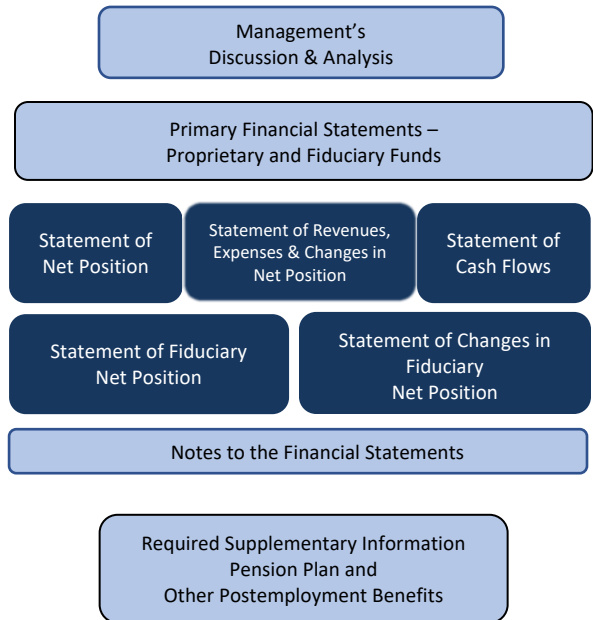 Management’s
Discussion & Analysis
Primary Financial Statements –
Proprietary and Fiduciary Funds
Statement of
Net Position
Statement of Revenues,
Expenses & Changes in
Net Position
Statement of
Cash Flows
Statement of Fiduciary
Net Position
Statement of Changes in
Fiduciary
Net Position
Notes to the Financial Statements
Required Supplementary Information
Pension Plan and
Other Postemployment Benefits